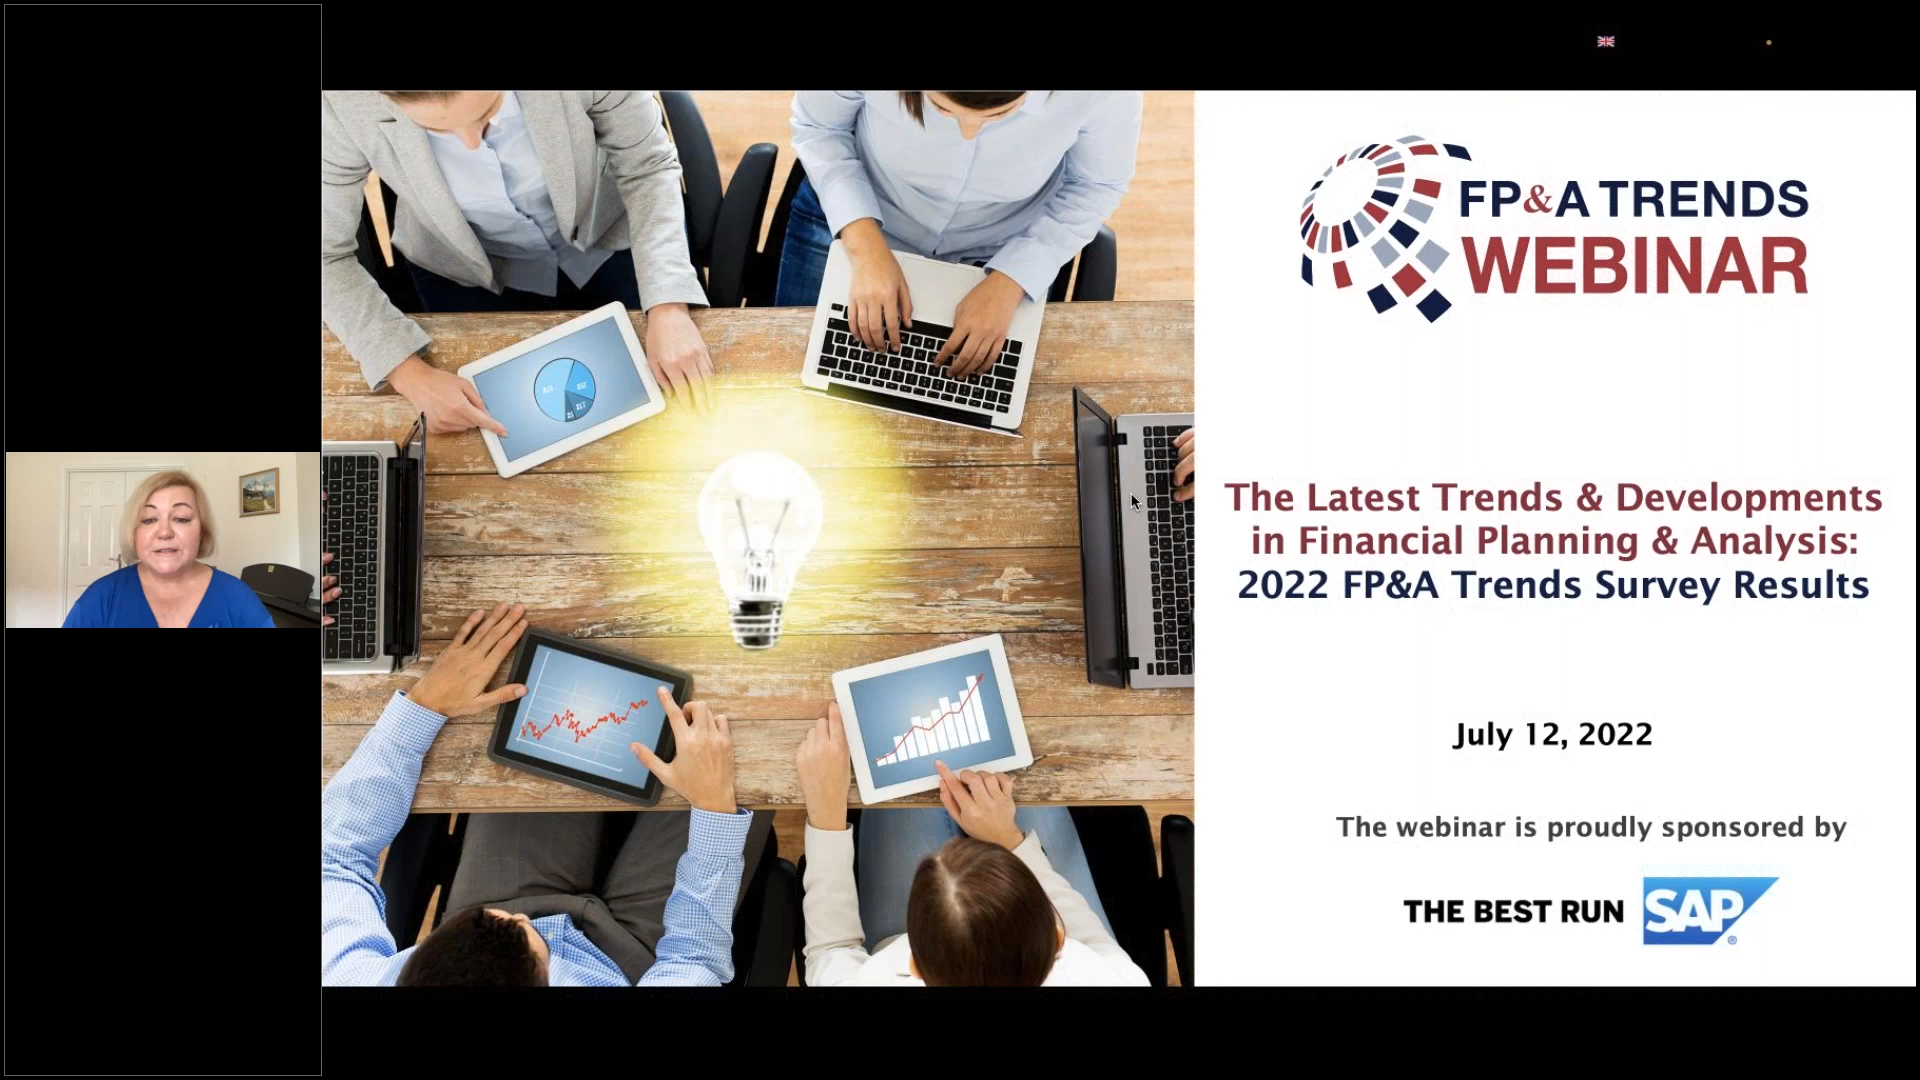 FP&A TRENDS
WEBINAR
The Latest Trends & Developments
in Financial Planning & Analysis:
2022 FP&A Trends Survey Results
July 12, 2022
The webinar is proudly sponsored by
THE BEST RUN SAP®